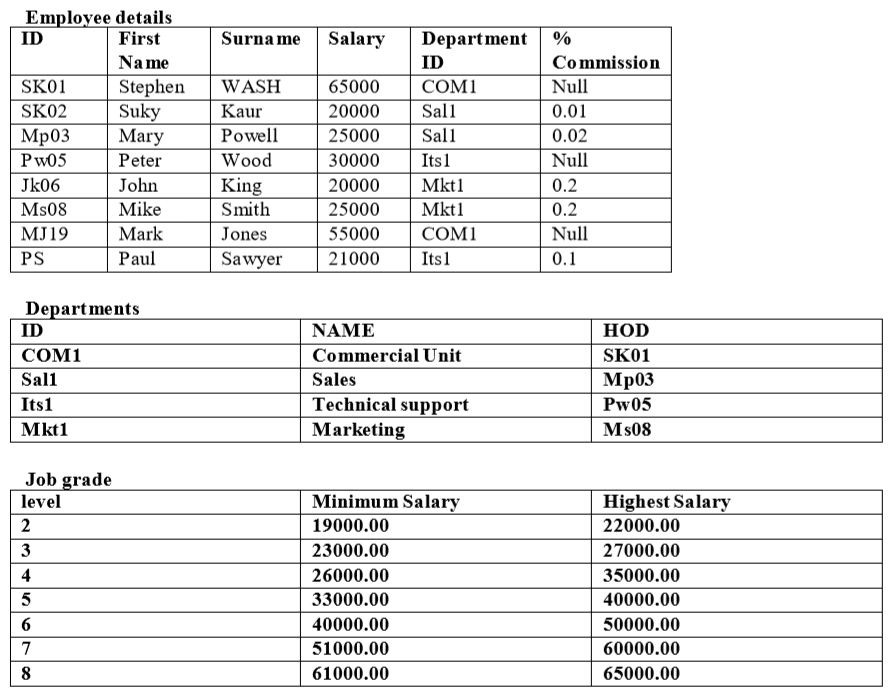 Employee details
ID First Surname Salary Department %
Name ID Commission
SK01 Stephen WASH 65000 COM1 Null
SK02 Suky Kaur 20000 Sal1 0.01
Mp03 Mary Powell 25000 Sal1 0.02
Pw05 Peter Wood 30000 Its1 Null
Jk06 John King 20000 Mkt1 0.2
Ms08 Mike Smith 25000 Mkt1 0.2
MJ19 Mark Jones 55000 COM1 Null
PS Paul Sawyer 21000 Its1 0.1
Departments
ID NAME HOD
COM1 Commercial Unit SK01
Sal1 Sales Mp03
Its1 Technical support Pw05
Mkt1 Marketing Ms08
Job grade
level Minimum Salary Highest Salary
2 19000.00 22000.00
3 23000.00 27000.00
4 26000.00 35000.00
5 33000.00 40000.00
6 40000.00 50000.00
7 51000.00 60000.00
8 61000.00 65000.00